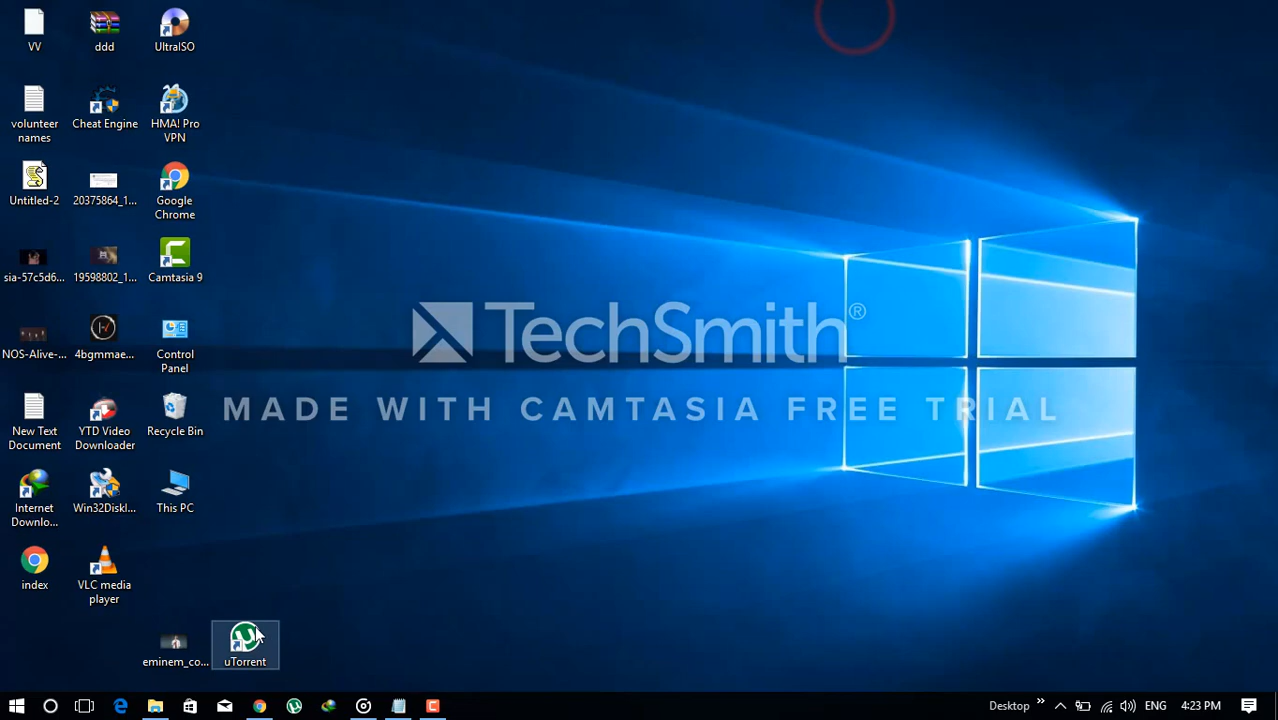 VV
ddd
UltraISO
volunteer
names
Cheat Engine
HMA! Pro
VPN
Untitled-2
20375864_1...
Google
Chrome
sia-57c5d6...
19598802_1...
Camtasia 9
NOS-Alive-...
4bgmmae...
Control
Panel
New Text
Document
YTD Video
Downloader
Recycle Bin
Internet
Downlo...
Win32DiskI...
This PC
index
VLC media
player
eminem_co...
uTorrent
TechSmith®
MADE WITH CAMTASIA FREE TRIAL
Desktop
ENG
4:23 PM